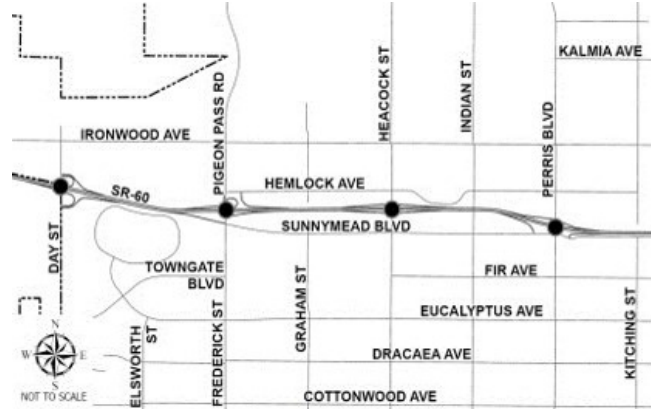 KALMIA AVE
PIGEON PASS RD
HEACOCK ST
INDIAN ST
PERRIS BLVD
IRONWOOD AVE
SR-60
HEMLOCK AVE
SUNNYMEAD BLVD
DAY ST
TOWNGATE
BLVD
FIR AVE
GRAHAM ST
EUCALYPTUS AVE
KITCHING ST
ELSWORTH
ST
FREDERICK ST
DRACAEA AVE
COTTONWOOD AVE
N
W
E
S
NOT TO SCALE